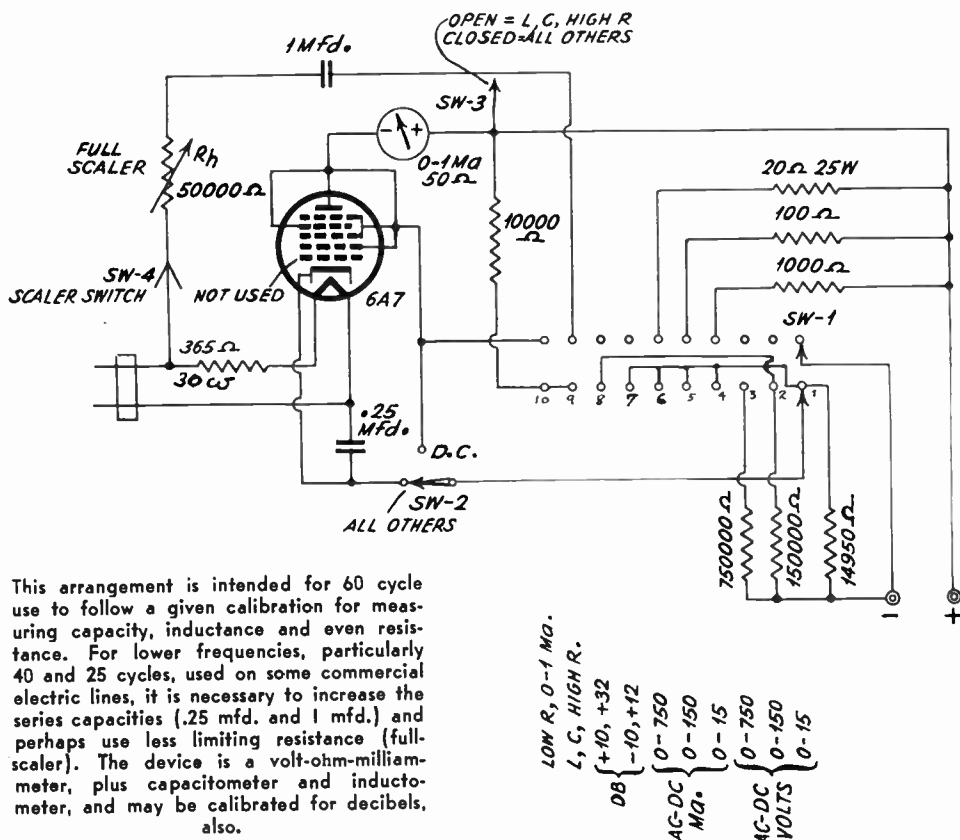 OPEN = L, C, HIGH R
CLOSED=ALL OTHERS
1 Mfd.
SW-3
- +
FULL
SCALER
Rh
50000Ω
0-1 Ma
50Ω
20Ω 25W
100Ω
1000Ω
10000
Ω
SW-4
SCALER SWITCH
NOT USED
6A7
SW-1
365Ω
30 ω
10 9 8 7 6 5 4 3 2 1
.25
Mfd.
D.C.
SW-2
ALL OTHERS
750000Ω
150000Ω
14950Ω
- +
This arrangement is intended for 60 cycle
use to follow a given calibration for meas-
uring capacity, inductance and even resis-
tance. For lower frequencies, particularly
40 and 25 cycles, used on some commercial
electric lines, it is necessary to increase the
series capacities (.25 mfd. and 1 mfd.) and
perhaps use less limiting resistance (full-
scaler). The device is a volt-ohm-milliam-
meter, plus capacitometer and inducto-
meter, and may be calibrated for decibels,
also.
LOW R, 0-1 Ma.
L, C, HIGH R.
+10, +32
-10, +12
DB
0-750
0-150
0-15
AC-DC
Ma.
0-750
0-150
0-15
AC-DC
VOLTS